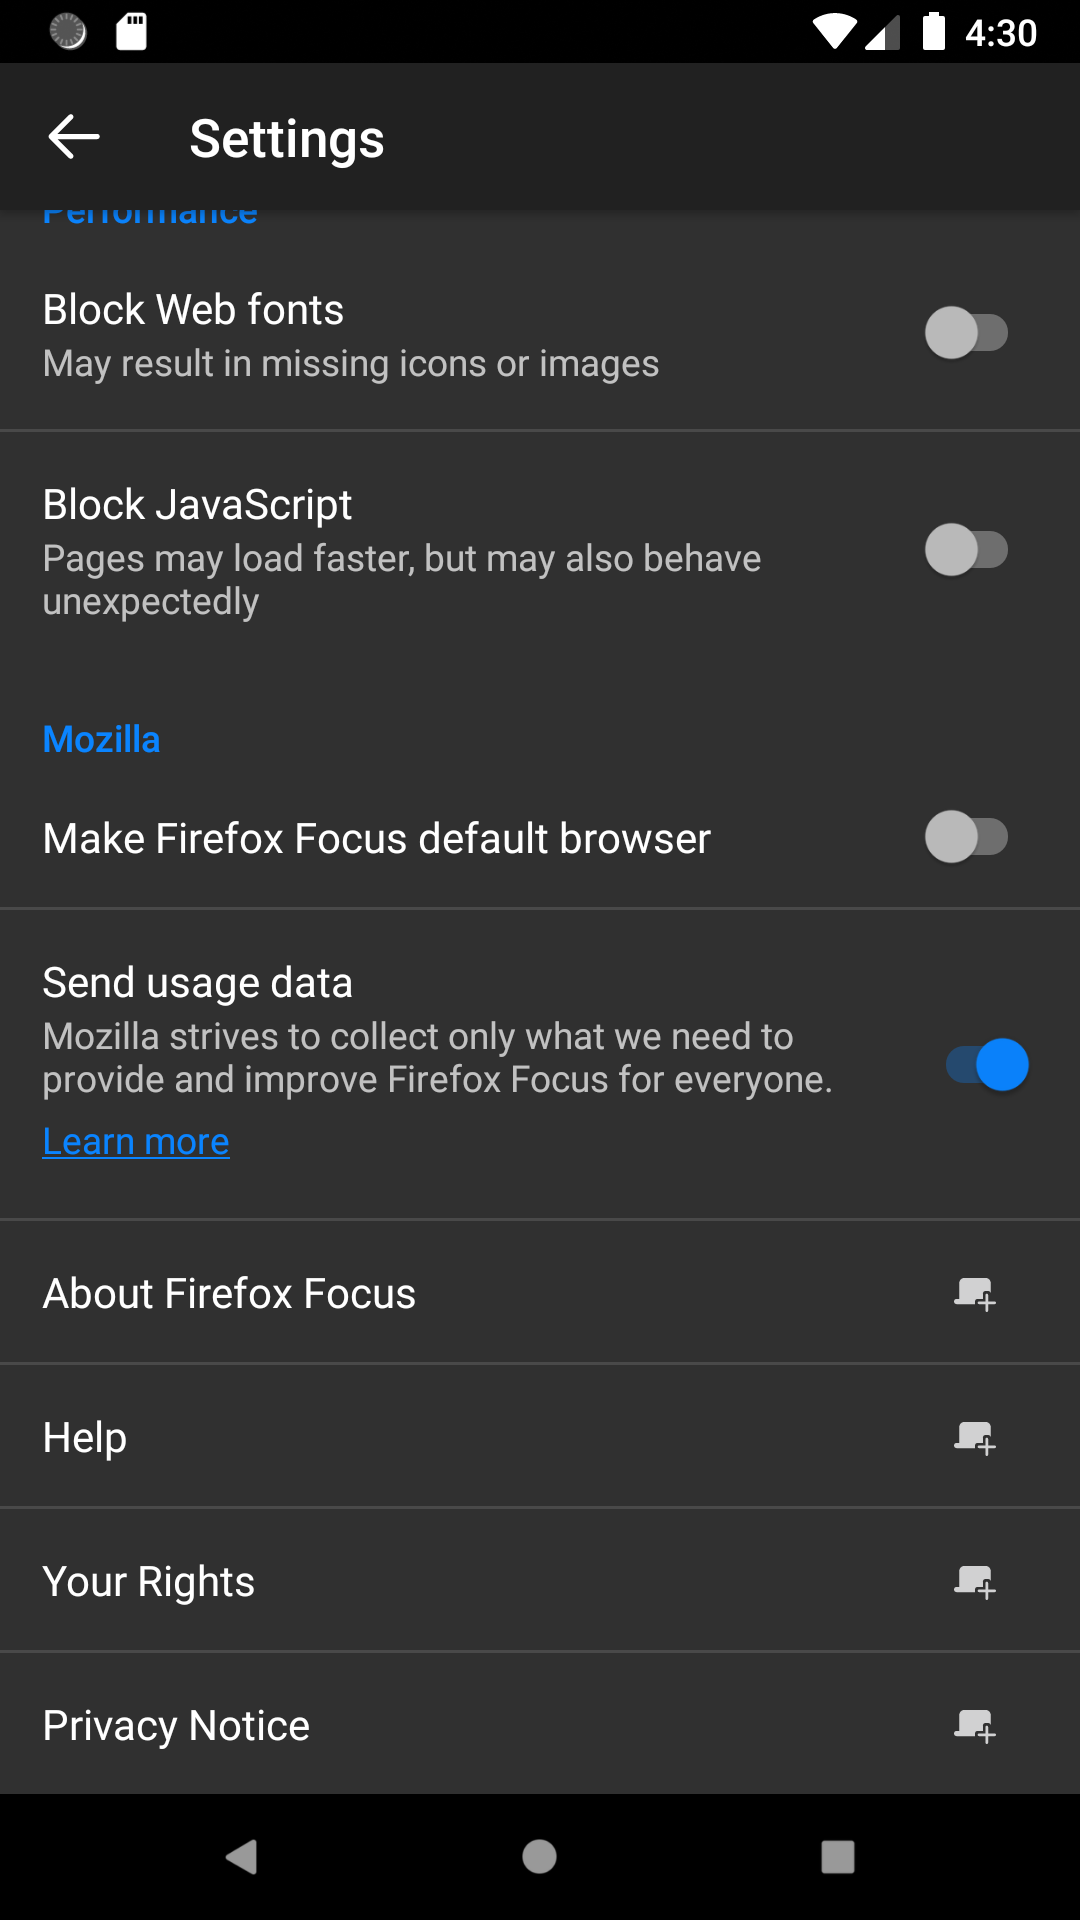 4:30
Settings
Performance
Block Web fonts
May result in missing icons or images
Block JavaScript
Pages may load faster, but may also behave
unexpectedly
Mozilla
Make Firefox Focus default browser
Send usage data
Mozilla strives to collect only what we need to
provide and improve Firefox Focus for everyone.
Learn more
About Firefox Focus
Help
Your Rights
Privacy Notice